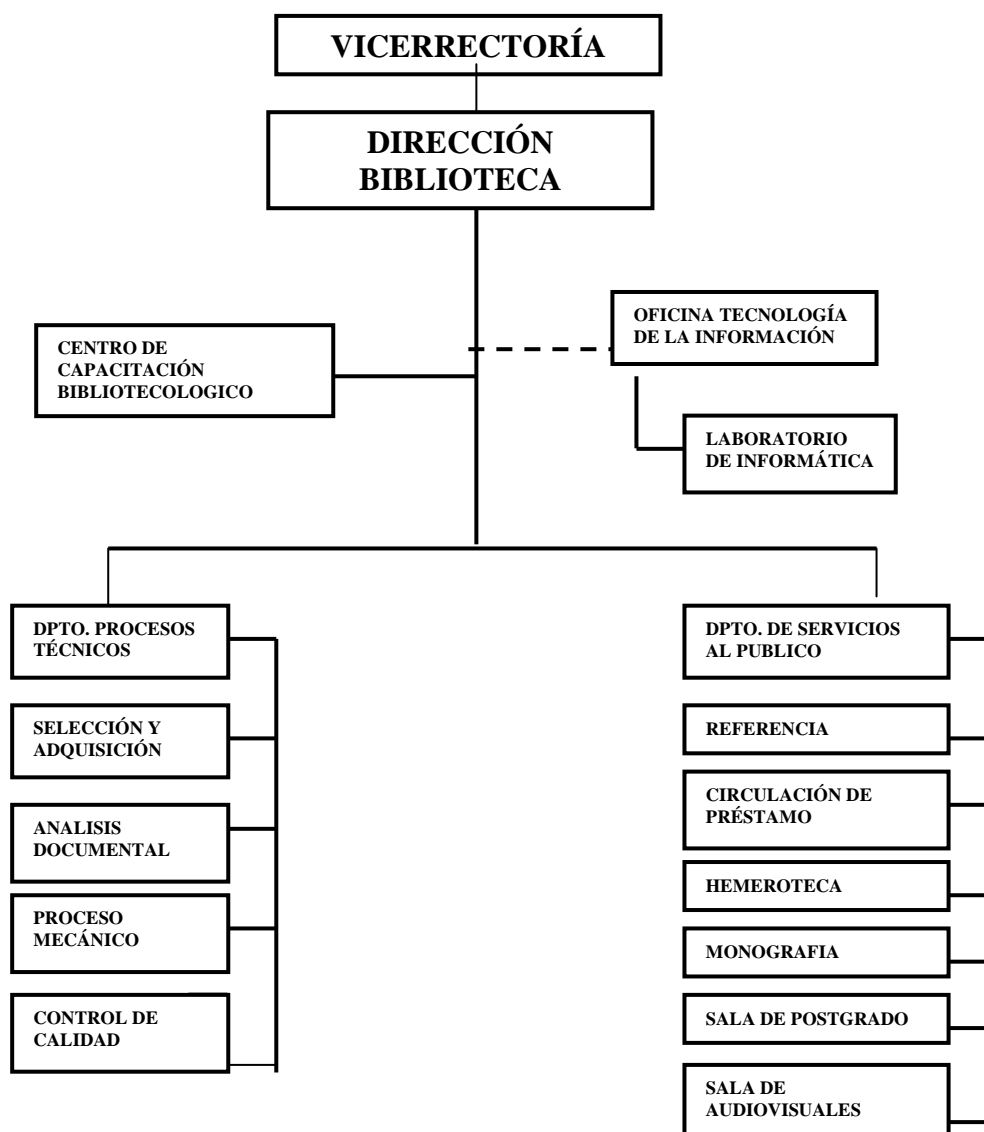 VICERRECTORÍA
DIRECCIÓN
BIBLIOTECA
OFICINA TECNOLOGÍA
DE LA INFORMACIÓN
CENTRO DE
CAPACITACIÓN
BIBLIOTECOLOGICO
LABORATORIO
DE INFORMÁTICA
DPTO. PROCESOS
TÉCNICOS
SELECCIÓN Y
ADQUISICIÓN
ANALISIS
DOCUMENTAL
PROCESO
MECÁNICO
CONTROL DE
CALIDAD
DPTO. DE SERVICIOS
AL PUBLICO
REFERENCIA
CIRCULACIÓN DE
PRÉSTAMO
HEMEROTECA
MONOGRAFIA
SALA DE POSTGRADO
SALA DE
AUDIOVISUALES